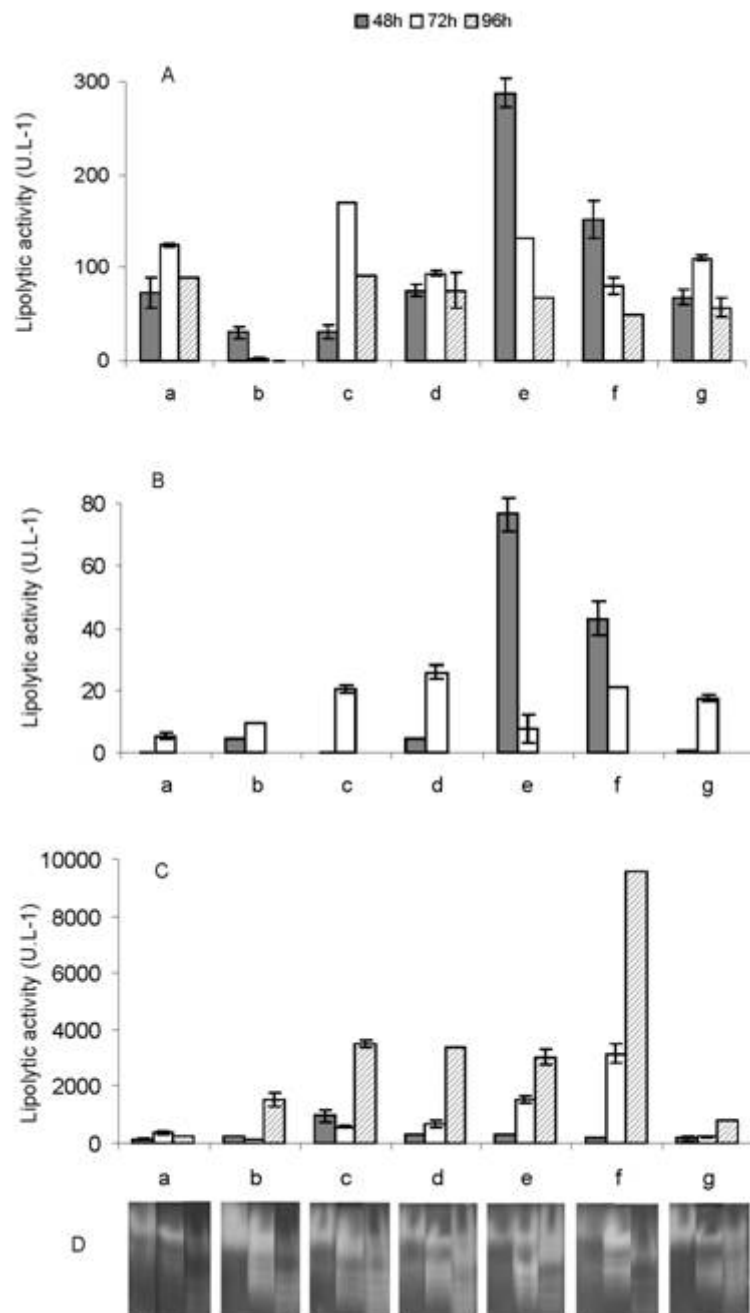 48h 72h 96h
A
Lipolytic activity (U.L-1)
300
200
100
0
a b c d e f g
B
Lipolytic activity (U.L-1)
80
60
40
20
0
a b c d e f g
C
Lipolytic activity (U.L-1)
10000
8000
6000
4000
2000
0
a b c d e f g
D